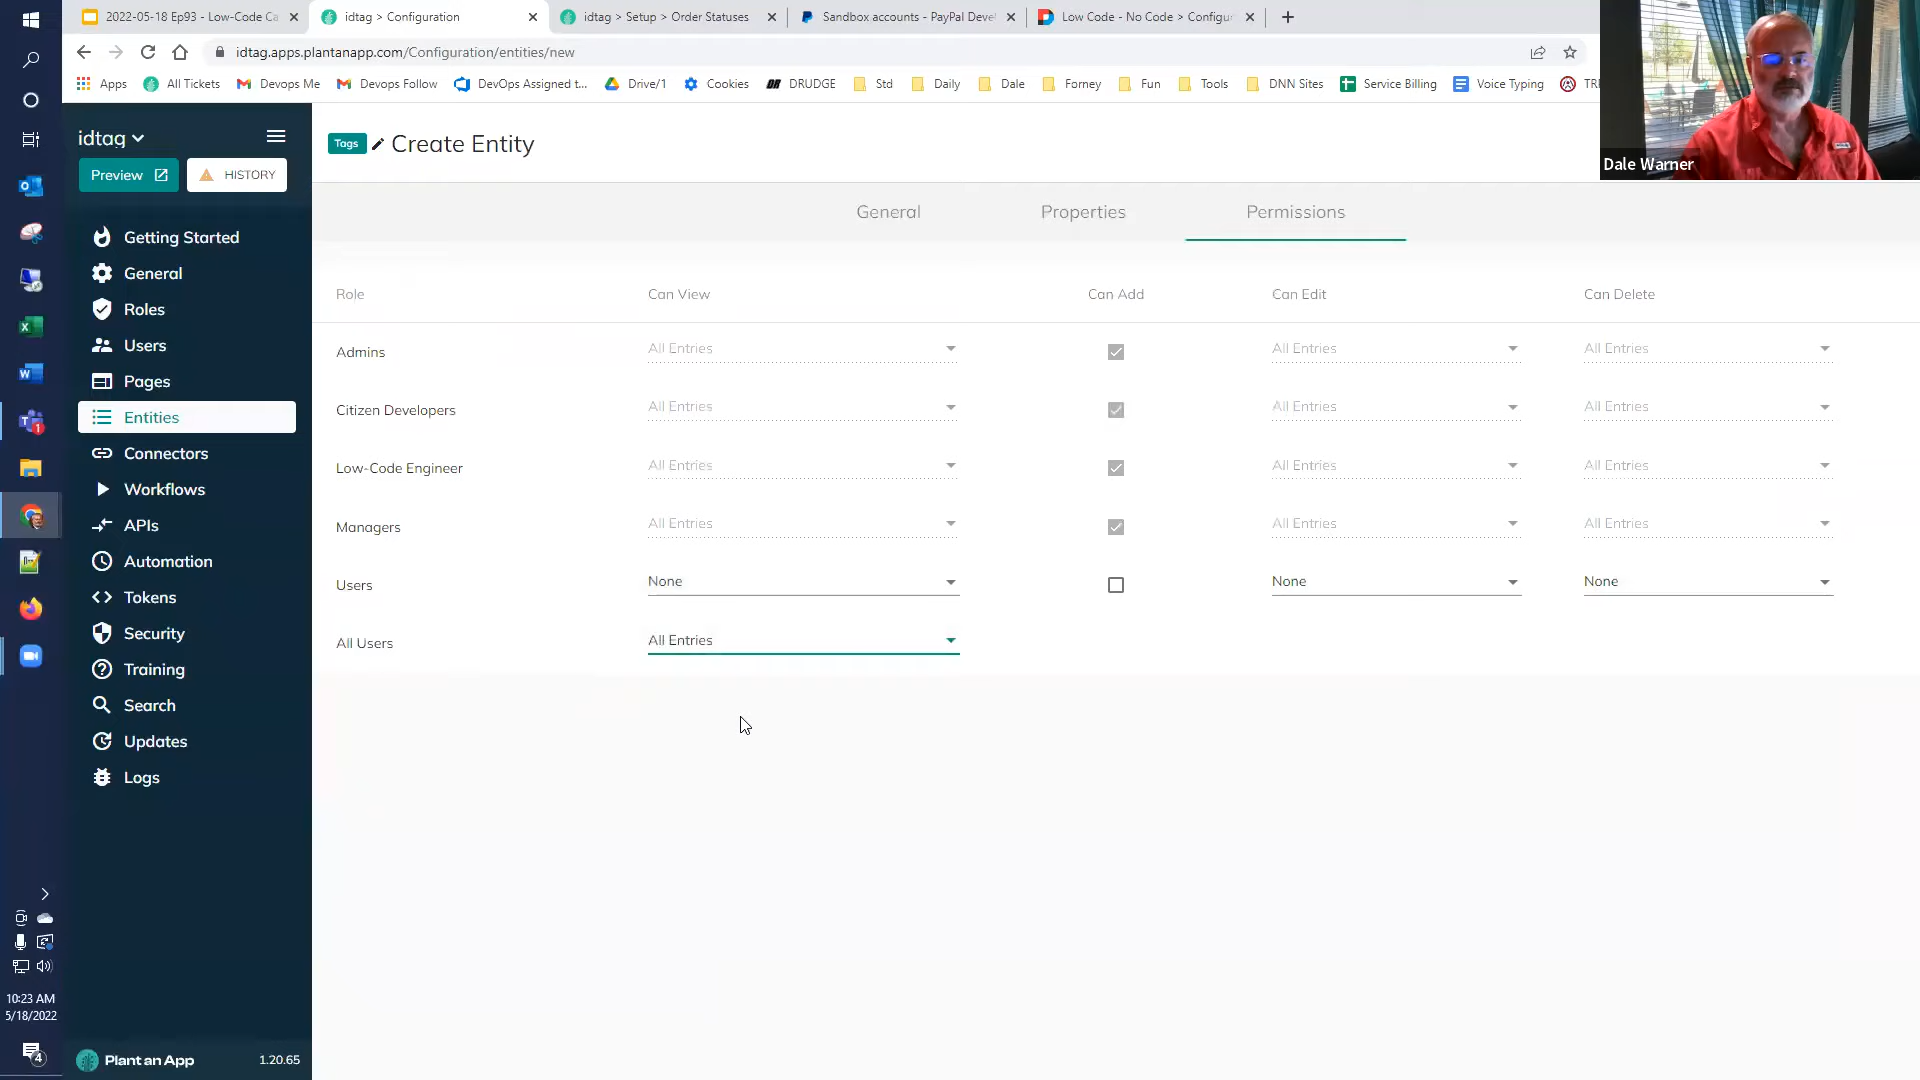 2022-05-18 Ep93 - Low-Code Ca
idtag > Configuration
idtag > Setup > Order Statuses
Sandbox accounts - PayPal Deve
Low Code - No Code > Configur
idtag.apps.plantanapp.com/Configuration/entities/new
Apps
All Tickets
Devops Me
Devops Follow
DevOps Assigned t...
Drive/1
Cookies
DRUDGE
Std
Daily
Dale
Forney
Fun
Tools
DNN Sites
Service Billing
Voice Typing
Dale Warner
idtag
Preview
HISTORY
Tags
Create Entity
Getting Started
General
Roles
Users
Pages
Entities
Connectors
Workflows
APIs
Automation
Tokens
Security
Training
Search
Updates
Logs
Plant an App
1.20.65
General
Properties
Permissions
Role
Can View
Can Add
Can Edit
Can Delete
Admins
All Entries
All Entries
All Entries
Citizen Developers
All Entries
All Entries
All Entries
Low-Code Engineer
All Entries
All Entries
All Entries
Managers
All Entries
All Entries
All Entries
Users
None
None
None
All Users
All Entries
10:23 AM
5/18/2022
4
1